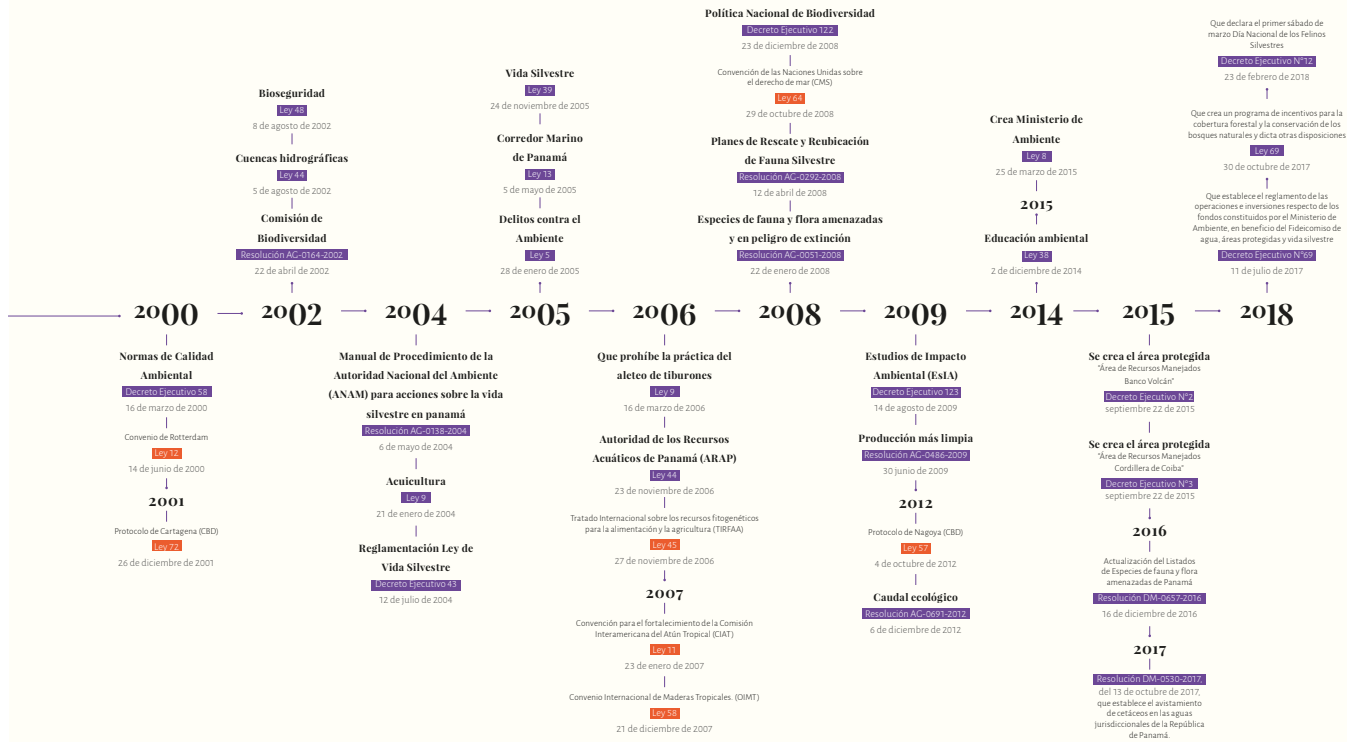 2000
Normas de Calidad
Ambiental
Decreto Ejecutivo 58
16 de marzo de 2000
Convenio de Rotterdam
Ley 12
14 de junio de 2000
2001
Protocolo de Cartagena (CBD)
Ley 72
26 de diciembre de 2001
Bioseguridad
Ley 48
8 de agosto de 2002
Cuencas hidrográficas
Ley 44
5 de agosto de 2002
Comisión de
Biodiversidad
Resolución AG-0164-2002
22 de abril de 2002
2002
2004
Manual de Procedimiento de la
Autoridad Nacional del Ambiente
(ANAM) para acciones sobre la vida
silvestre en panamá
Resolución AG-0138-2004
6 de mayo de 2004
Acuicultura
Ley 9
21 de enero de 2004
Reglamentación Ley de
Vida Silvestre
Decreto Ejecutivo 43
12 de julio de 2004
Vida Silvestre
Ley 39
24 de noviembre de 2005
Corredor Marino
de Panamá
Ley 13
5 de mayo de 2005
Delitos contra el
Ambiente
Ley 5
28 de enero de 2005
2005
2006
Que prohíbe la práctica del
aleteo de tiburones
Ley 9
16 de marzo de 2006
Autoridad de los Recursos
Acuáticos de Panamá (ARAP)
Ley 44
23 de noviembre de 2006
Tratado Internacional sobre los recursos fitogenéticos
para la alimentación y la agricultura (TIRFAA)
Ley 45
27 de noviembre de 2006
2007
Convención para el fortalecimiento de la Comisión
Interamericana del Atún Tropical (CIAT)
Ley 11
23 de enero de 2007
Convenio Internacional de Maderas Tropicales. (OIMT)
Ley 58
21 de diciembre de 2007
Política Nacional de Biodiversidad
Decreto Ejecutivo 122
23 de diciembre de 2008
Convención de las Naciones Unidas sobre
el derecho de mar (CMS)
Ley 64
29 de octubre de 2008
Planes de Rescate y Reubicación
de Fauna Silvestre
Resolución AG-0292-2008
12 de abril de 2008
Especies de fauna y flora amenazadas
y en peligro de extinción
Resolución AG-0051-2008
22 de enero de 2008
2008
2009
Estudios de Impacto
Ambiental (EsIA)
Decreto Ejecutivo 123
14 de agosto de 2009
Producción más limpia
Resolución AG-0486-2009
30 junio de 2009
2012
Protocolo de Nagoya (CBD)
Ley 57
4 de octubre de 2012
Caudal ecológico
Resolución AG-0691-2012
6 de diciembre de 2012
Crea Ministerio de
Ambiente
Ley 8
25 de marzo de 2015
2015
Educación ambiental
Ley 38
2 de diciembre de 2014
2014
2015
Se crea el área protegida
"Área de Recursos Manejados
Banco Volcán"
Decreto Ejecutivo N°2
septiembre 22 de 2015
Se crea el área protegida
"Área de Recursos Manejados
Cordillera de Coiba"
Decreto Ejecutivo N°3
septiembre 22 de 2015
2016
Actualización del Listados
de Especies de fauna y flora
amenazadas de Panamá
Resolución DM-0657-2016
16 de diciembre de 2016
2017
Resolución DM-0530-2017,
del 13 de octubre de 2017,
que establece el avistamiento
de cetáceos en las aguas
jurisdiccionales de la República
de Panamá.
Que declara el primer sábado de
marzo Día Nacional de los Felinos
Silvestres
Decreto Ejecutivo N°12
23 de febrero de 2018
Que crea un programa de incentivos para la
cobertura forestal y la conservación de los
bosques naturales y dicta otras disposiciones
Ley 69
30 de octubre de 2017
Que establece el reglamento de las
operaciones e inversiones respecto de los
fondos constituidos por el Ministerio de
Ambiente, en beneficio del Fideicomiso de
agua, áreas protegidas y vida silvestre
Decreto Ejecutivo N°69
11 de julio de 2017
2018